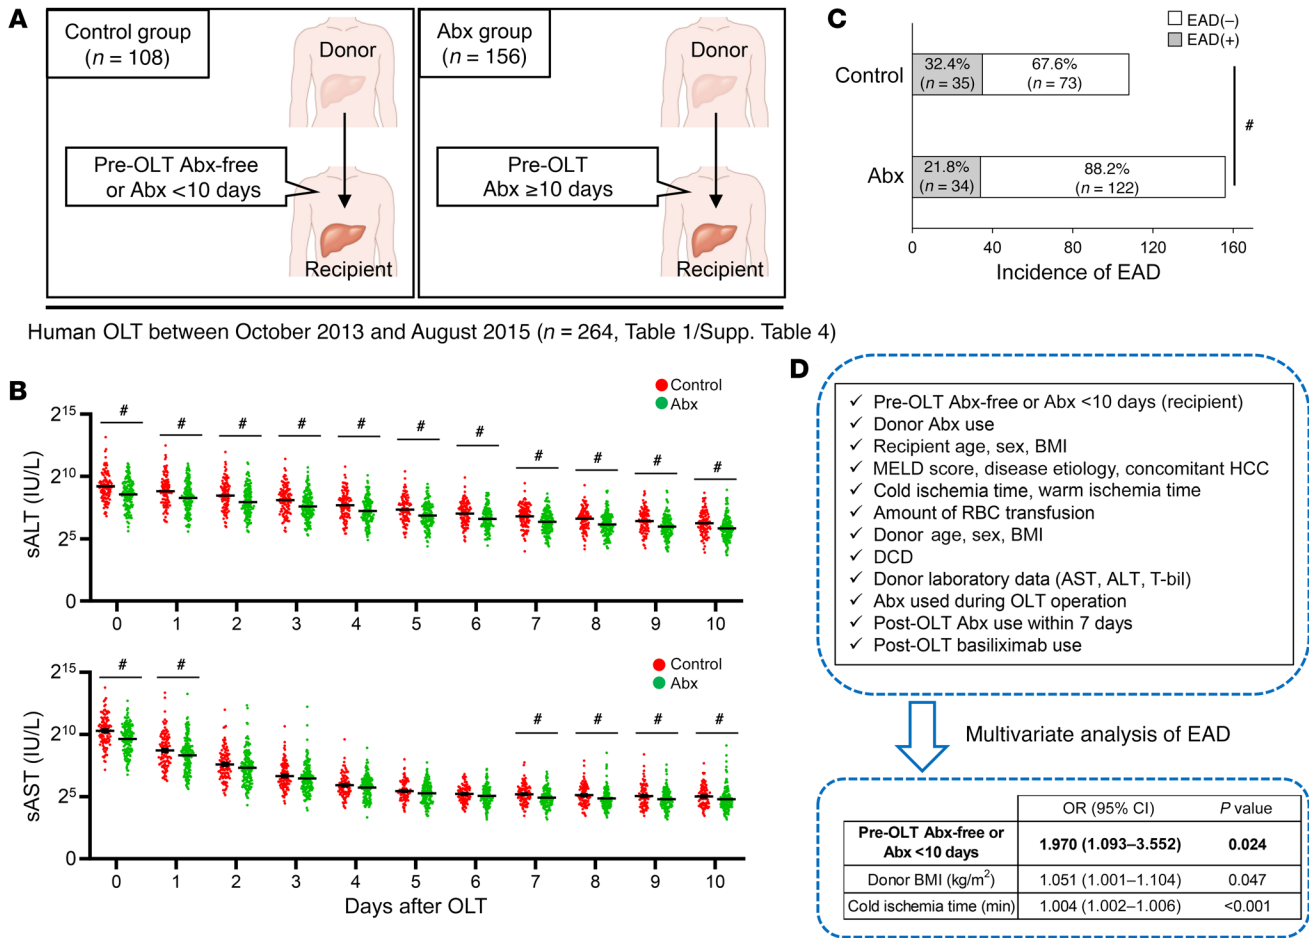 A
Control group
(n = 108)
Donor
Pre-OLT Abx-free
or Abx <10 days
Recipient
Abx group
(n = 156)
Donor
Pre-OLT
Abx ≥10 days
Recipient
Human OLT between October 2013 and August 2015 (n = 264, Table 1/Supp. Table 4)
B
Control
Abx
sALT (IU/L)
2^15
2^10
2^5
0
# # # # # # # # # # #
0 1 2 3 4 5 6 7 8 9 10
Control
Abx
sAST (IU/L)
2^15
2^10
2^5
0
# # # # # #
0 1 2 3 4 5 6 7 8 9 10
Days after OLT
C
EAD(–)
EAD(+)
Control
32.4%
(n = 35)
67.6%
(n = 73)
Abx
21.8%
(n = 34)
88.2%
(n = 122)
#
0 40 80 120 160
Incidence of EAD
D
✓ Pre-OLT Abx-free or Abx <10 days (recipient)
✓ Donor Abx use
✓ Recipient age, sex, BMI
✓ MELD score, disease etiology, concomitant HCC
✓ Cold ischemia time, warm ischemia time
✓ Amount of RBC transfusion
✓ Donor age, sex, BMI
✓ DCD
✓ Donor laboratory data (AST, ALT, T-bil)
✓ Abx used during OLT operation
✓ Post-OLT Abx use within 7 days
✓ Post-OLT basiliximab use
Multivariate analysis of EAD
OR (95% CI) P value
Pre-OLT Abx-free or
Abx <10 days 1.970 (1.093–3.552) 0.024
Donor BMI (kg/m²) 1.051 (1.001–1.104) 0.047
Cold ischemia time (min) 1.004 (1.002–1.006) <0.001